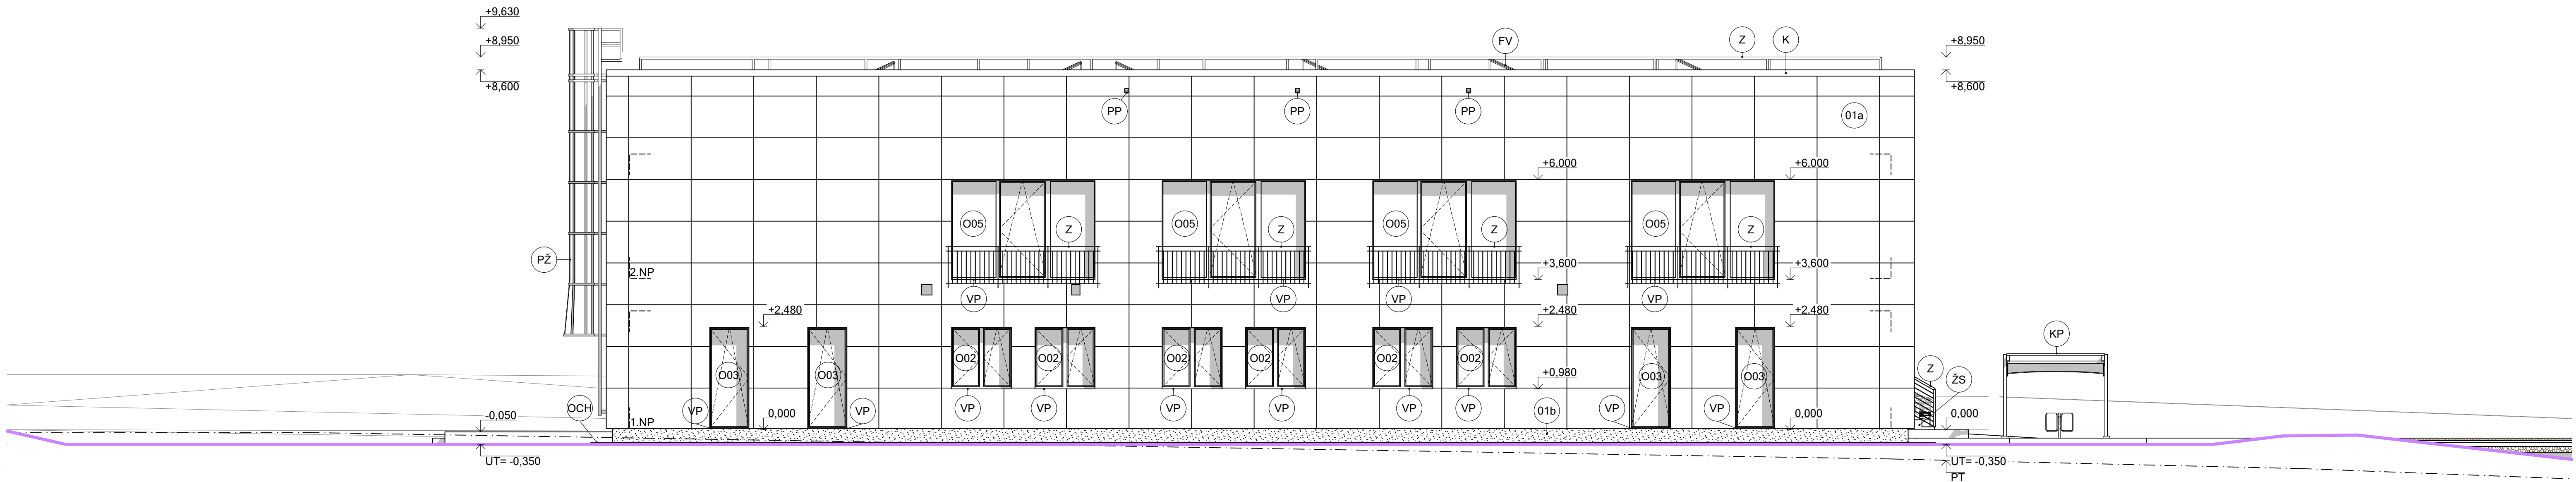 +9,630
+8,950
+8,600
FV
Z
K
+8,950
+8,600
PP
PP
PP
01a
+6,000
+6,000
O05
Z
O05
Z
O05
Z
O05
Z
PŽ
2.NP
+3,600
+3,600
VP
VP
VP
VP
+2,480
+2,480
+2,480
KP
O03
O03
O02
O02
O02
O02
O02
O02
O03
O03
+0,980
Z
ŽS
OCH
VP
VP
VP
VP
VP
VP
VP
VP
01b
VP
VP
-0,050
1.NP
0,000
0,000
0,000
UT= -0,350
UT= -0,350
PT